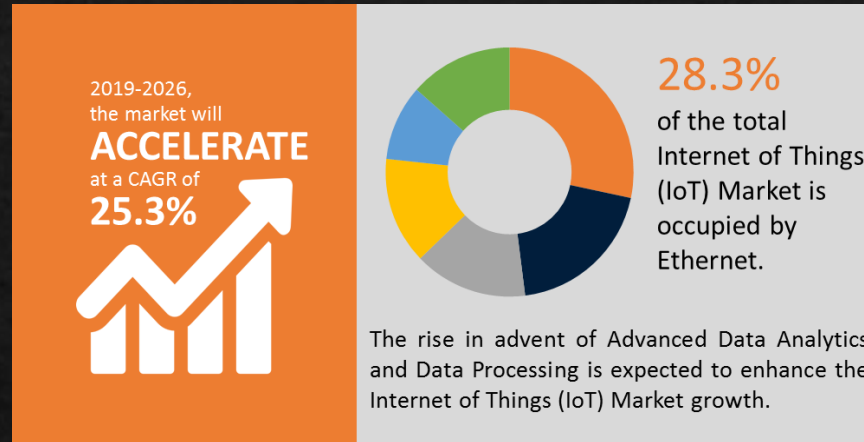 2019-2026,
the market will
ACCELERATE
at a CAGR of
25.3%
28.3%
of the total
Internet of Things
(IoT) Market is
occupied by
Ethernet.
The rise in advent of Advanced Data Analytics
and Data Processing is expected to enhance the
Internet of Things (IoT) Market growth.